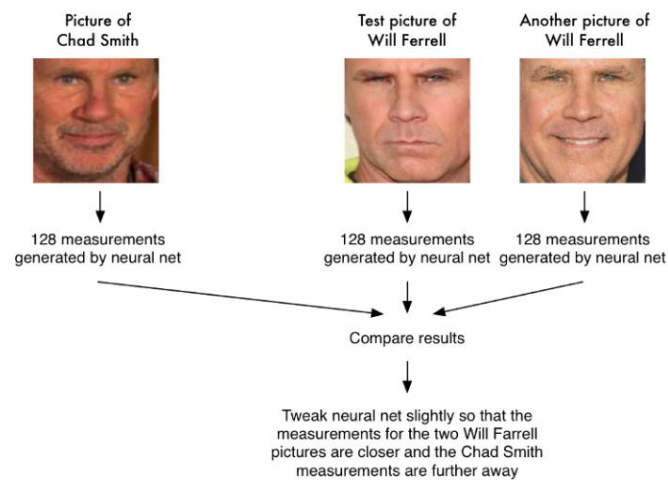 Picture of
Chad Smith
Test picture of
Will Ferrell
Another picture of
Will Ferrell
128 measurements
generated by neural net
128 measurements
generated by neural net
128 measurements
generated by neural net
Compare results
Tweak neural net slightly so that the
measurements for the two Will Farrell
pictures are closer and the Chad Smith
measurements are further away